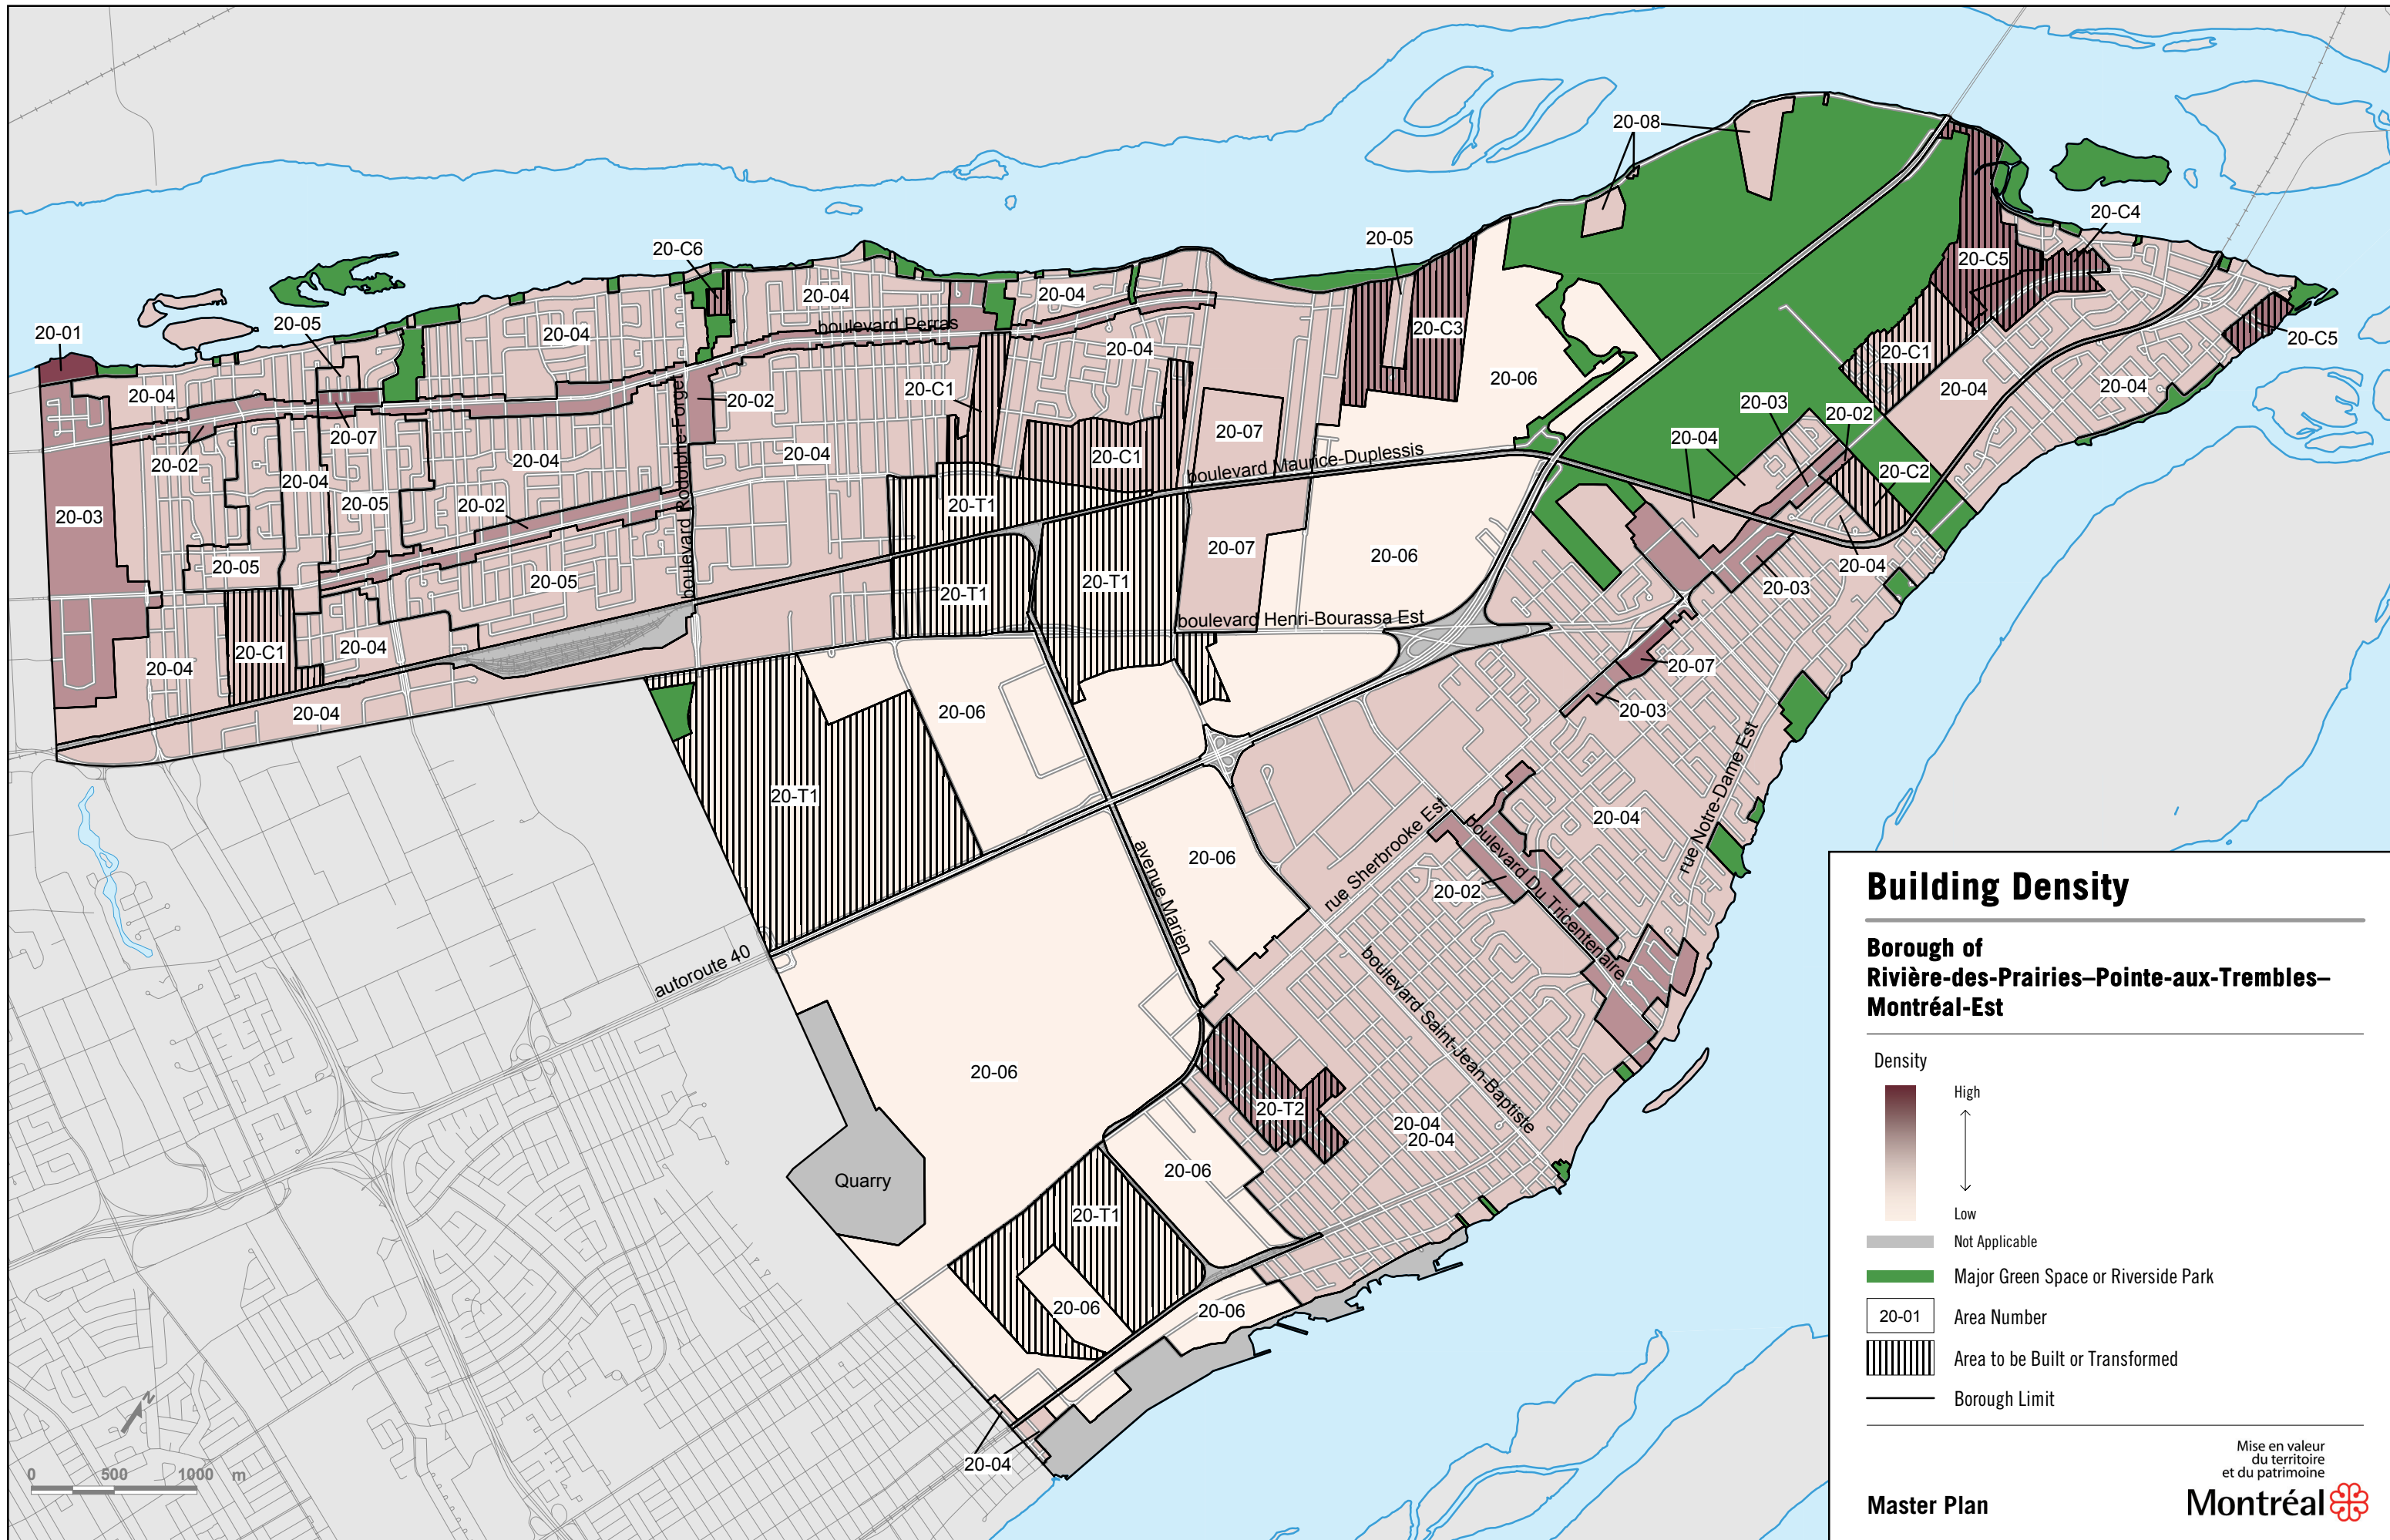 20-08
20-C4
20-C6
20-05
20-C5
20-04
20-04
20-01
20-05
boulevard Perras
20-04
20-C3
20-C5
20-04
20-C1
20-06
20-04
20-C1
20-04
20-04
20-02
20-03
20-02
20-07
20-07
20-04
20-02
20-04
20-04
20-C1
boulevard Maurice-Duplessis
20-C2
20-04
20-05
20-02
20-T1
20-03
boulevard Rodolphe-Forget
20-07
20-06
20-05
20-05
20-T1
20-T1
20-04
20-03
boulevard Henri-Bourassa Est
20-C1
20-04
20-04
20-07
20-04
20-06
20-03
20-T1
rue Notre-Dame Est
20-04
rue Sherbrooke Est
boulevard Du Tricentenaire
avenue Marien
20-06
20-02
autoroute 40
boulevard Saint-Jean-Baptiste
20-06
20-T2
20-04
20-04
Quarry
20-06
20-T1
20-06
20-06
20-04
N
0 500 1000 m
Building Density
Borough of
Rivière-des-Prairies–Pointe-aux-Trembles–
Montréal-Est
Density
High
Low
Not Applicable
Major Green Space or Riverside Park
20-01 Area Number
Area to be Built or Transformed
Borough Limit
Mise en valeur
du territoire
et du patrimoine
Master Plan
Montréal